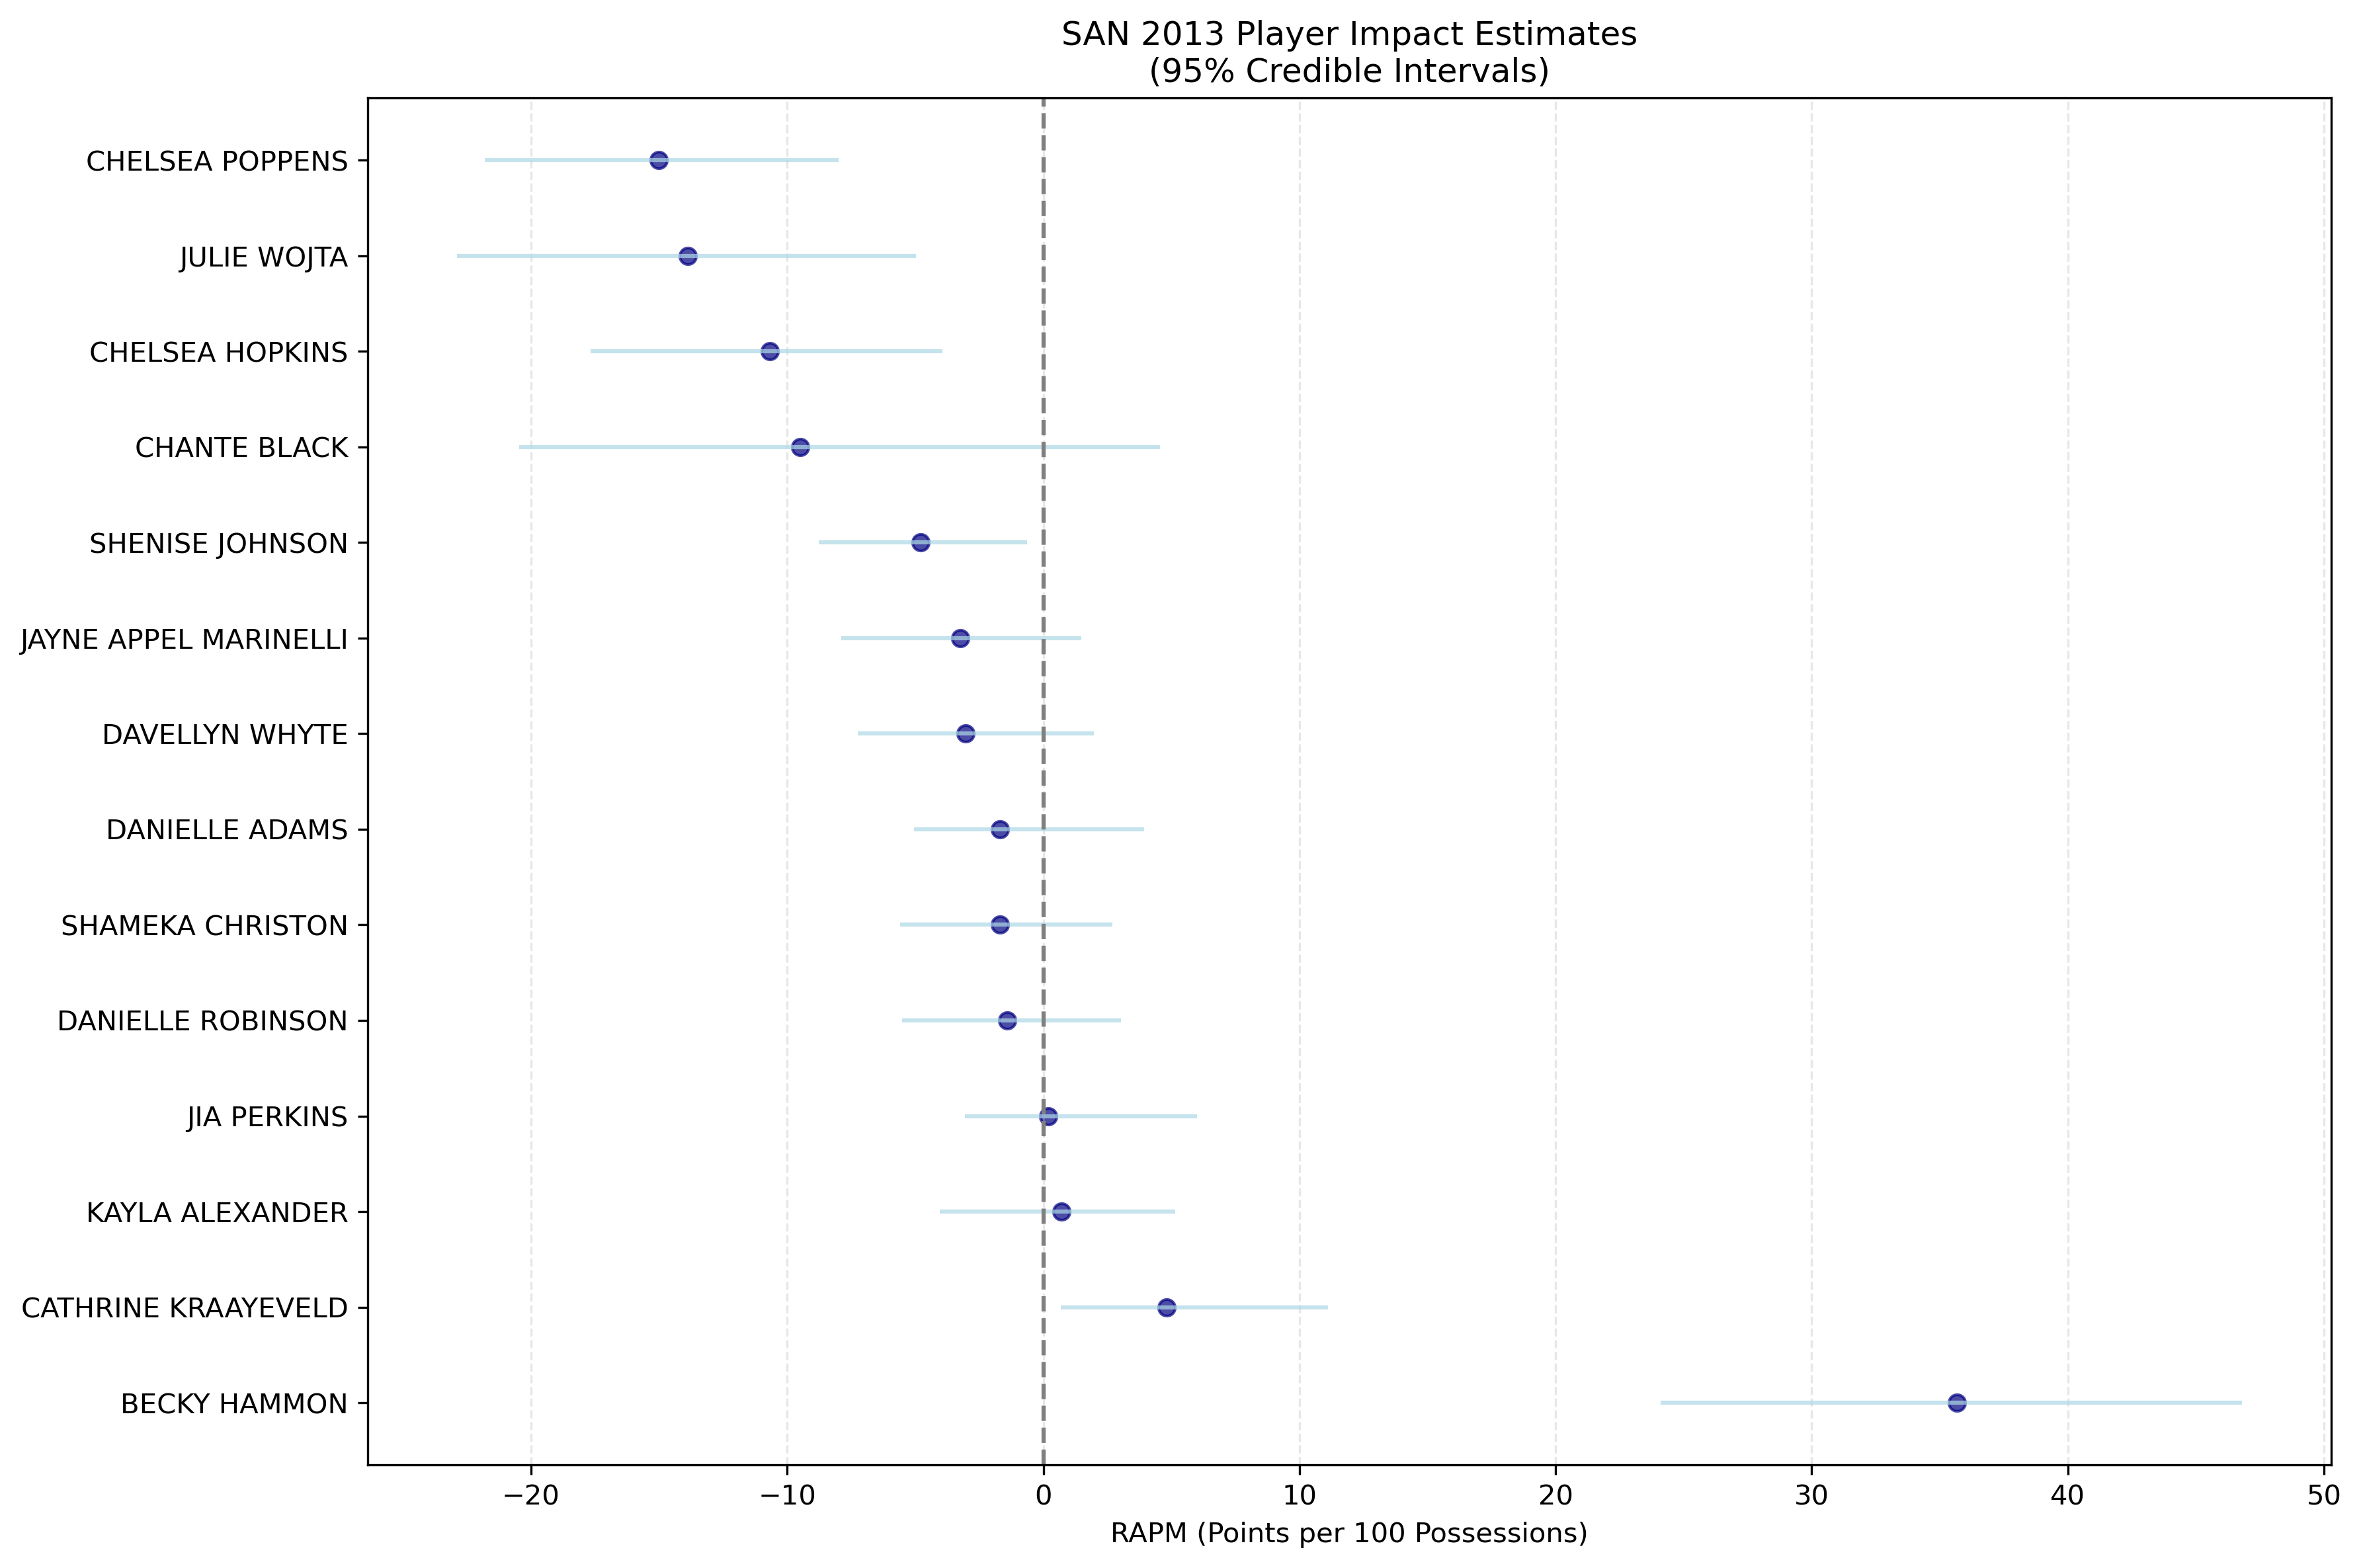 SAN 2013 Player Impact Estimates
(95% Credible Intervals)
CHELSEA POPPENS
JULIE WOJTA
CHELSEA HOPKINS
CHANTE BLACK
SHENISE JOHNSON
JAYNE APPEL MARINELLI
DAVELLYN WHYTE
DANIELLE ADAMS
SHAMEKA CHRISTON
DANIELLE ROBINSON
JIA PERKINS
KAYLA ALEXANDER
CATHRINE KRAAYEVELD
BECKY HAMMON
−20 −10 0 10 20 30 40 50
RAPM (Points per 100 Possessions)